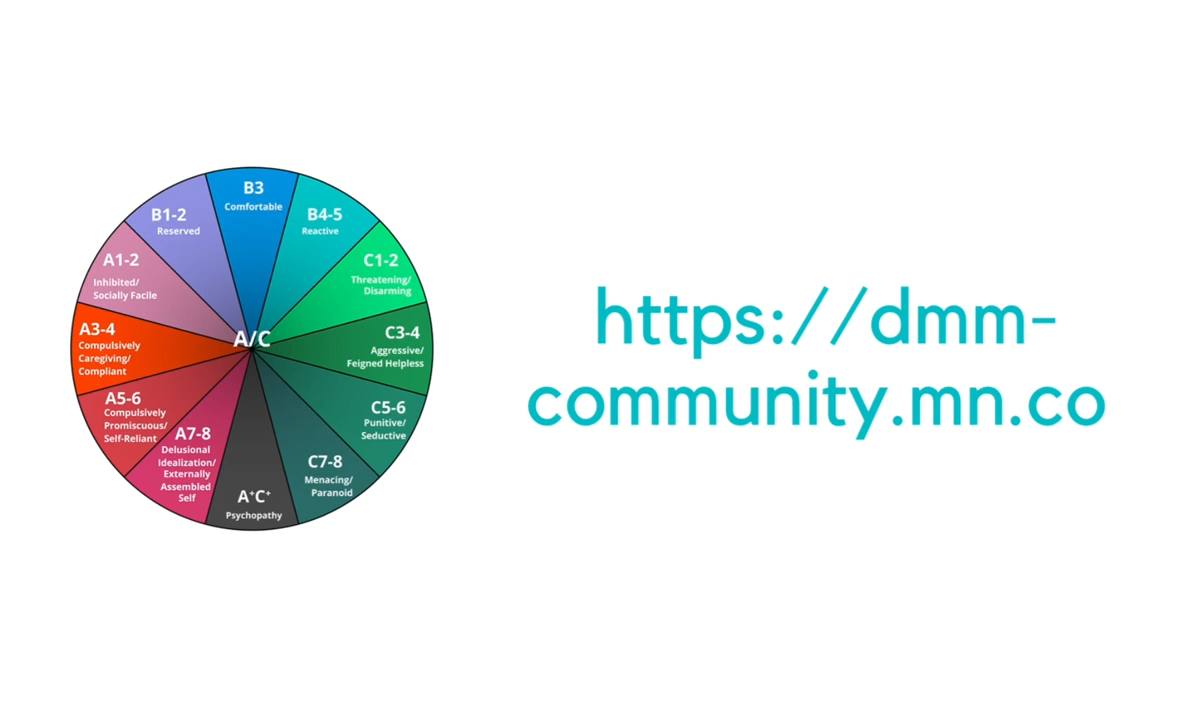 B3
Comfortable
B1-2
Reserved
B4-5
Reactive
A1-2
Inhibited/
Socially Facile
C1-2
Threatening/
Disarming
A3-4
Compulsively
Caregiving/
Compliant
A/C
C3-4
Aggressive/
Feigned Helpless
A5-6
Compulsively
Promiscuous/
Self-Reliant
C5-6
Punitive/
Seductive
A7-8
Delusional
Idealization/
Externally
Assembled
Self
C7-8
Menacing/
Paranoid
A⁺C⁺
Psychopathy
https://dmm-
community.mn.co